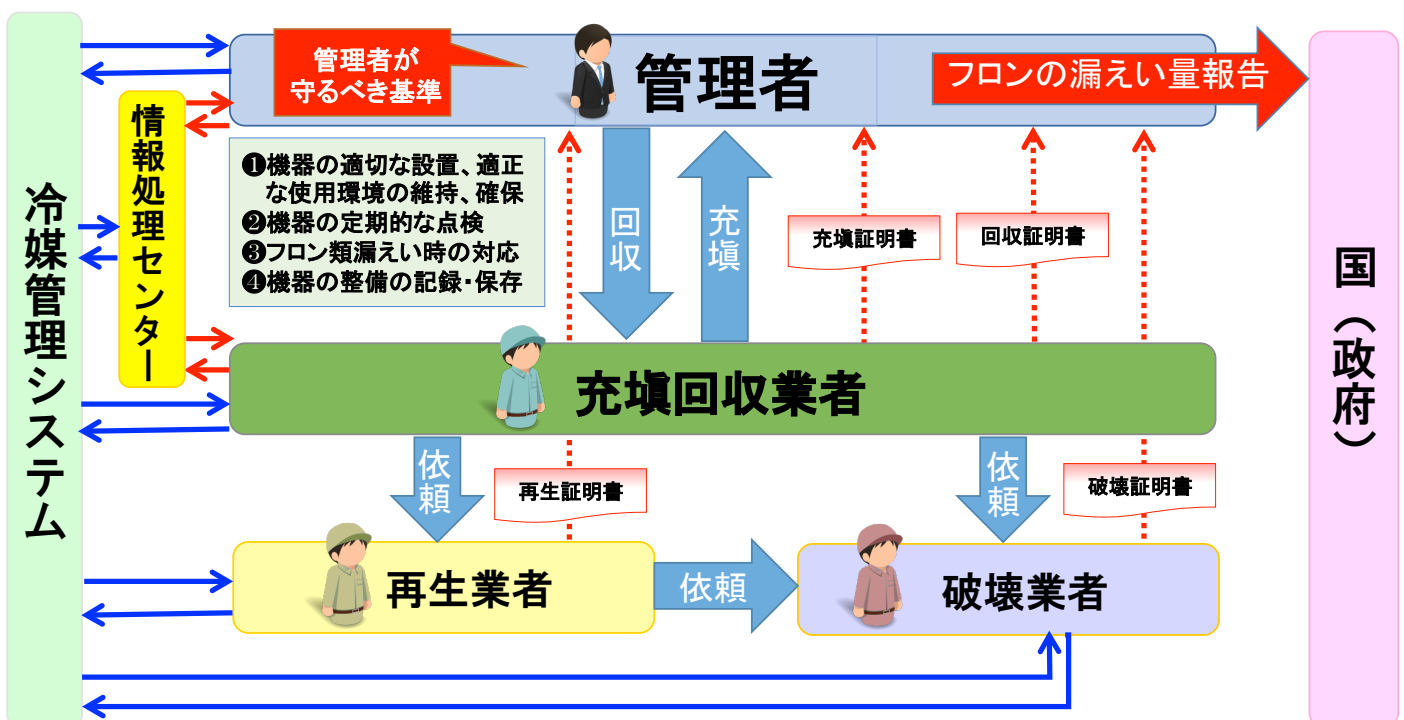 冷媒管理システム
情報処理センター
管理者が
守るべき基準
管理者
フロンの漏えい量報告
国（政府）
❶機器の適切な設置、適正
な使用環境の維持、確保
❷機器の定期的な点検
❸フロン類漏えい時の対応
❹機器の整備の記録・保存
回収
充塡
充塡証明書
回収証明書
充塡回収業者
依頼
再生証明書
依頼
破壊証明書
再生業者
依頼
破壊業者